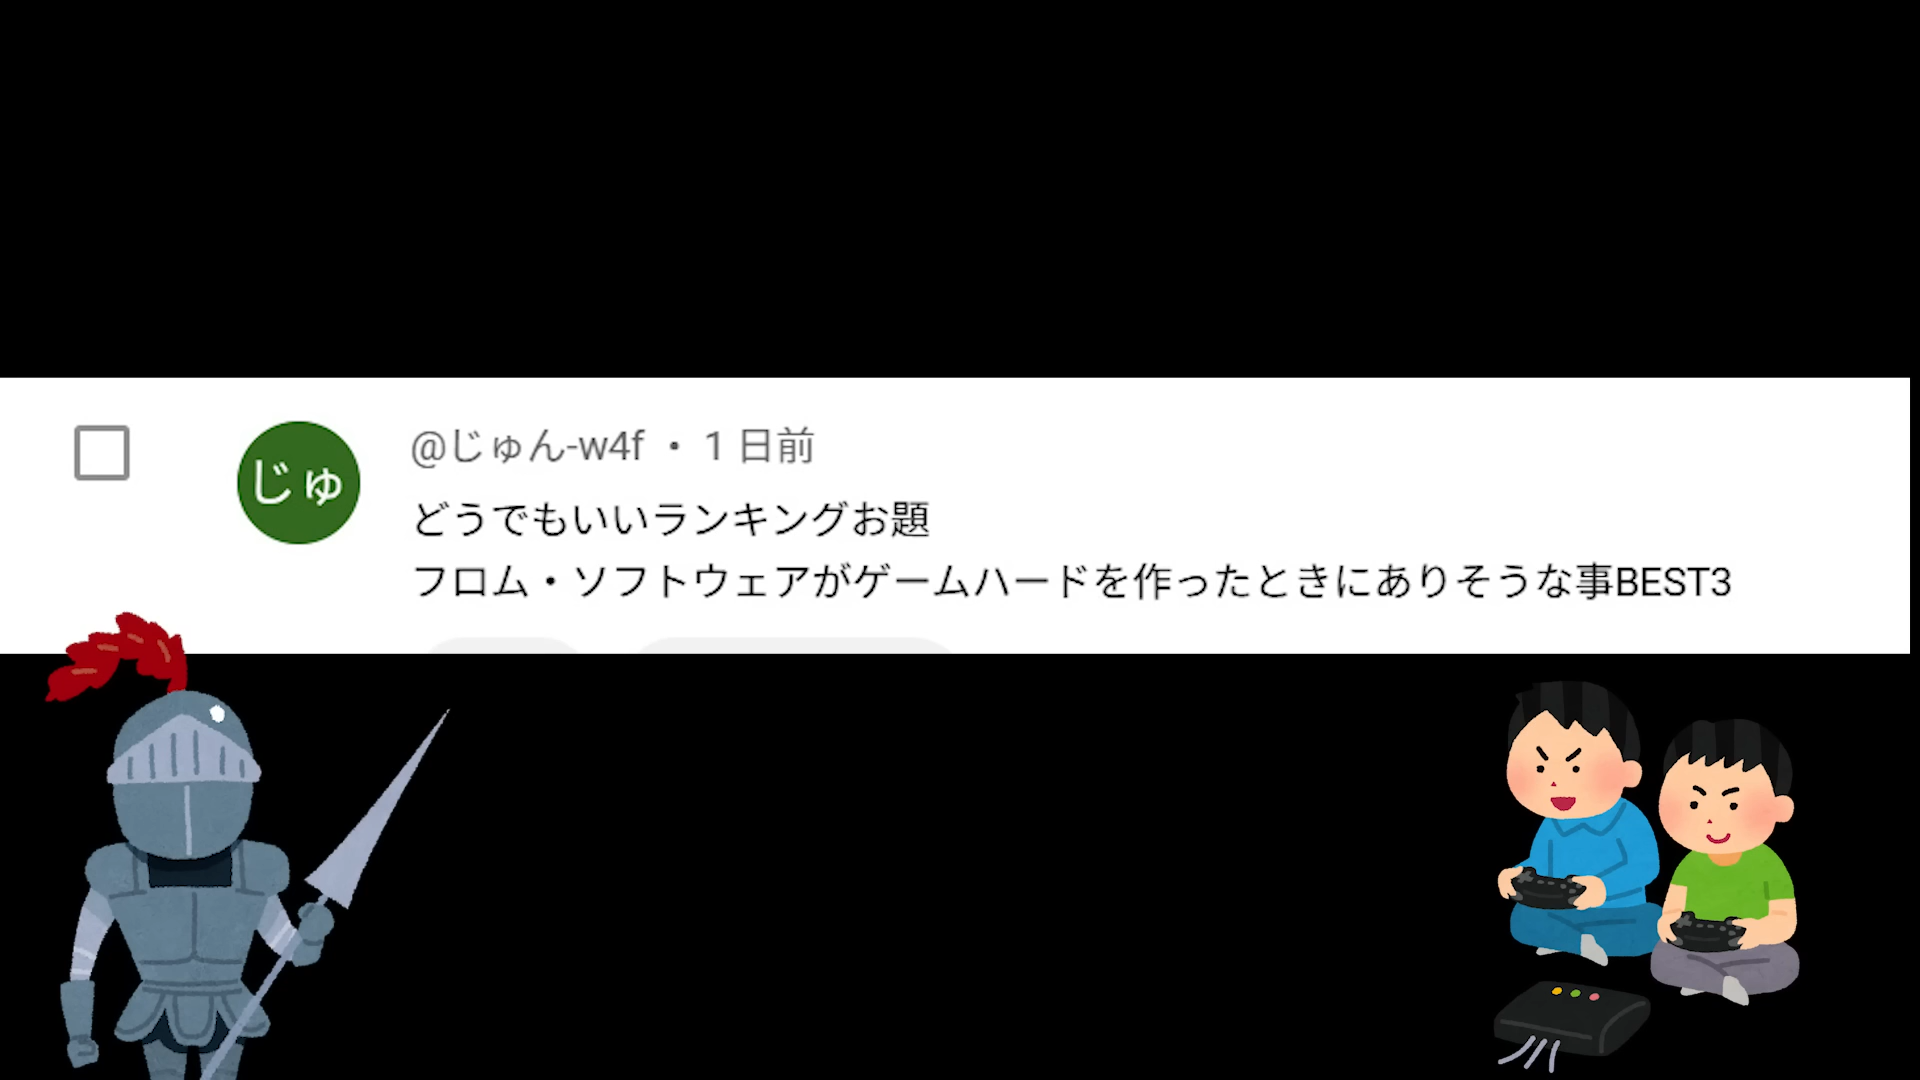 じゅ
@じゅん-w4f・1 日前
どうでもいいランキングお題
フロム・ソフトウェアがゲームハードを作ったときにありそうな事BEST3